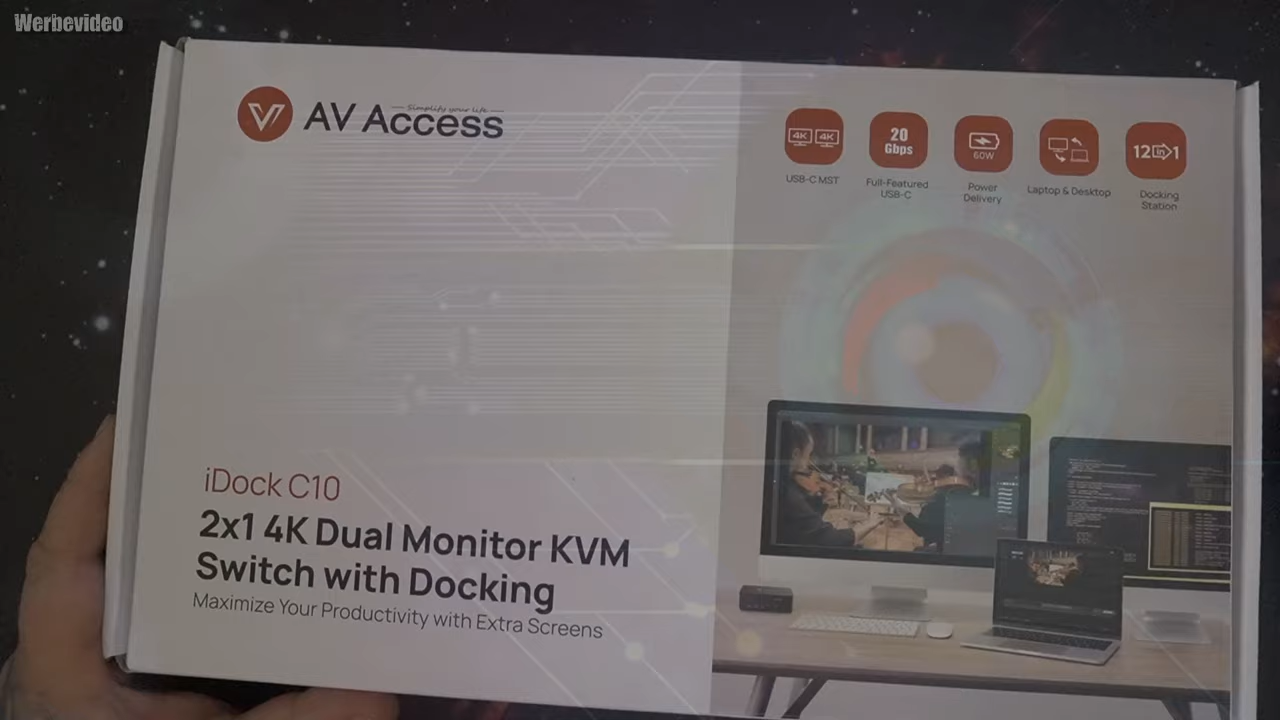 Werbevideo
Simplify your life
AV Access
4K 4K
USB-C MST
20
Gbps
Full-Featured
USB-C
60W
Power
Delivery
Laptop & Desktop
12 in 1
Docking
Station
iDock C10
2x1 4K Dual Monitor KVM
Switch with Docking
Maximize Your Productivity with Extra Screens